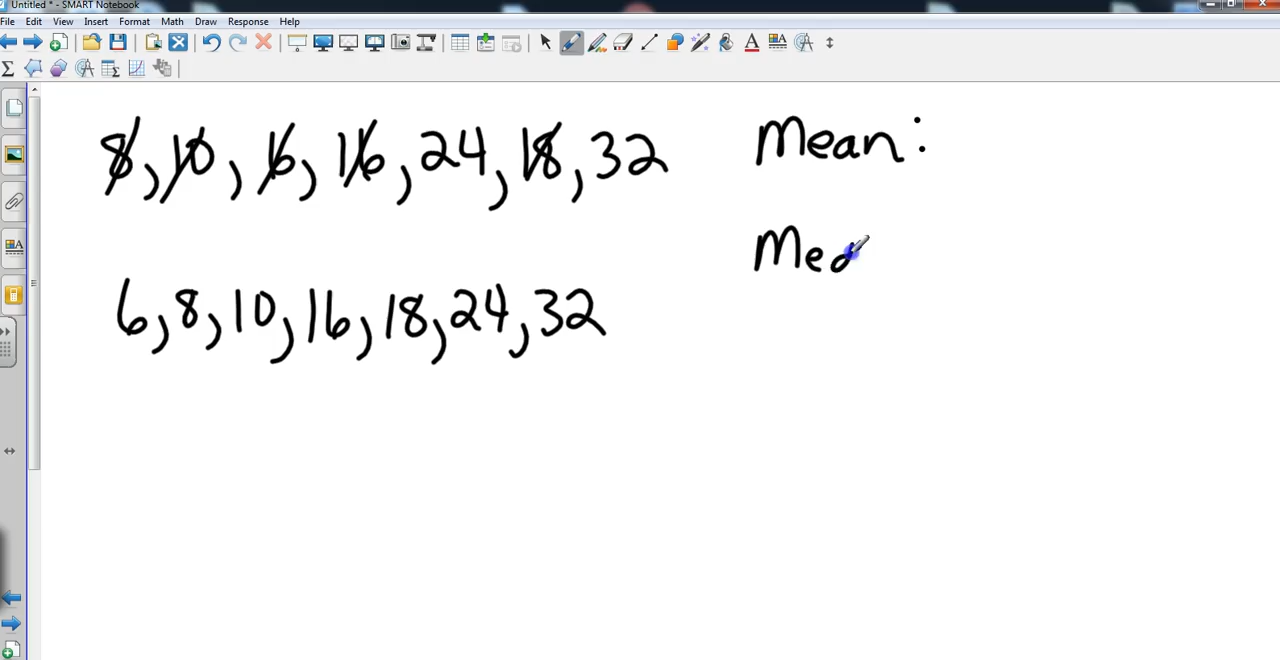 Untitled * - SMART Notebook
File Edit View Insert Format Math Draw Response Help
8, 10, 6, 16, 24, 18, 32
Mean:
Med
6, 8, 10, 16, 18, 24, 32